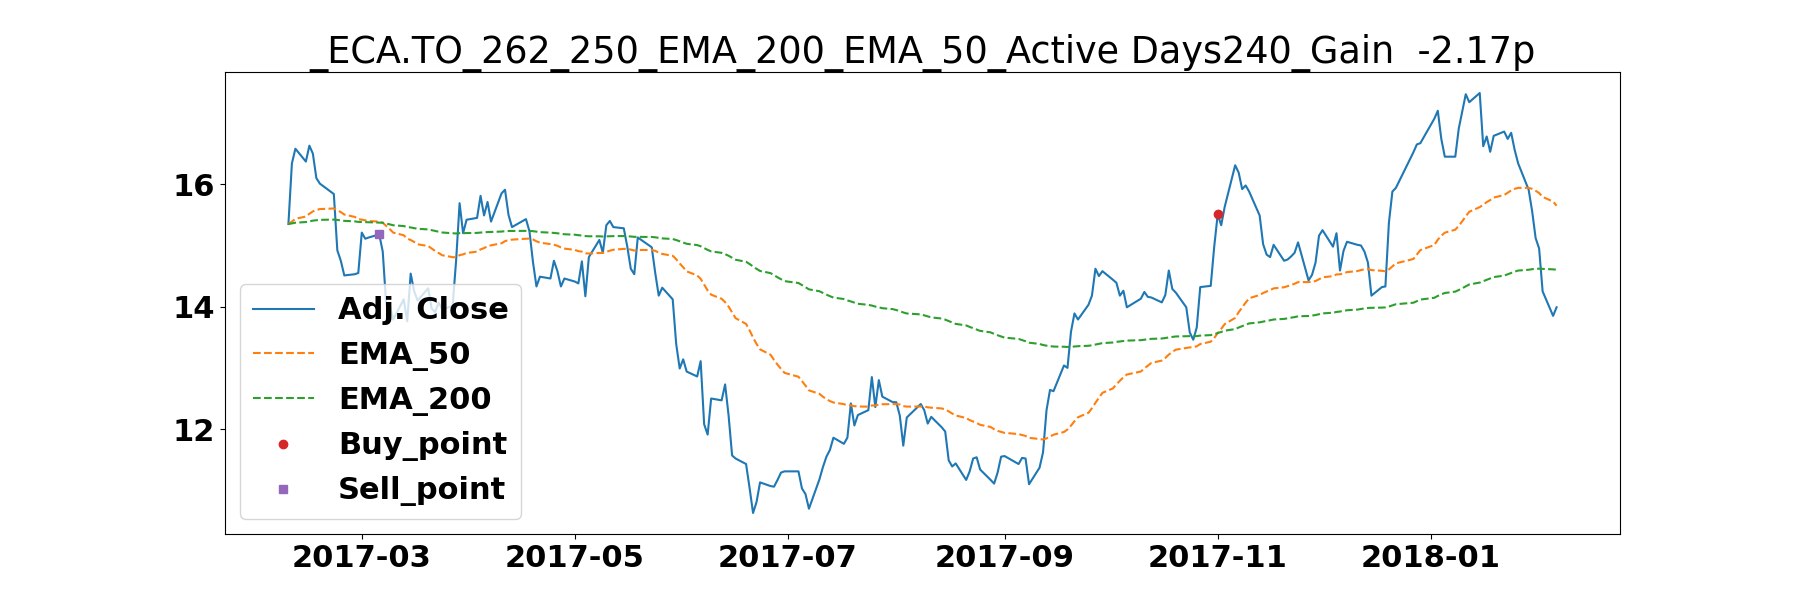 _ECA.TO_262_250_EMA_200_EMA_50_Active Days240_Gain  -2.17p
16
14
12
Adj. Close
EMA_50
EMA_200
Buy_point
Sell_point
2017-03 2017-05 2017-07 2017-09 2017-11 2018-01